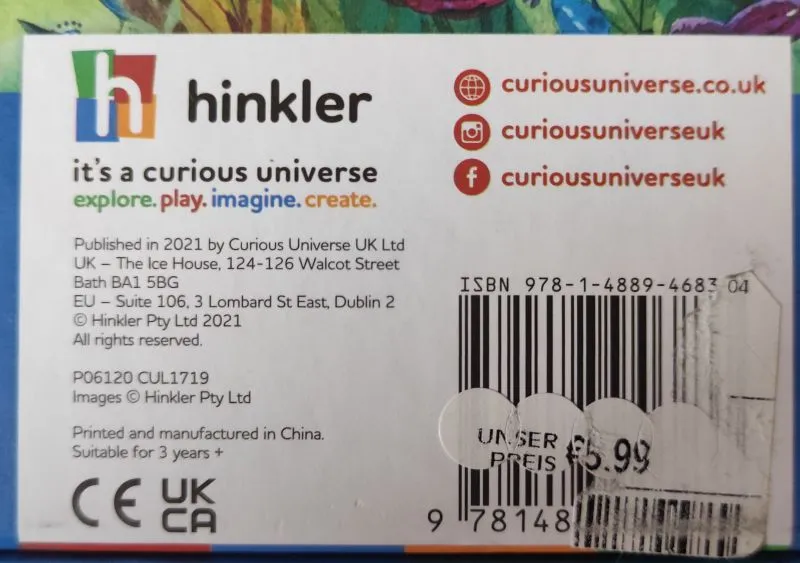 h hinkler
it's a curious universe
explore. play. imagine. create.
curiousuniverse.co.uk
curiousuniverseuk
curiousuniverseuk
Published in 2021 by Curious Universe UK Ltd
UK – The Ice House, 124-126 Walcot Street
Bath BA1 5BG
EU – Suite 106, 3 Lombard St East, Dublin 2
© Hinkler Pty Ltd 2021
All rights reserved.
P06120 CUL1719
Images © Hinkler Pty Ltd
Printed and manufactured in China.
Suitable for 3 years +
CE UK
CA
ISBN 978-1-4889-4683
04
UNSER
PREIS €5.99
9 78148